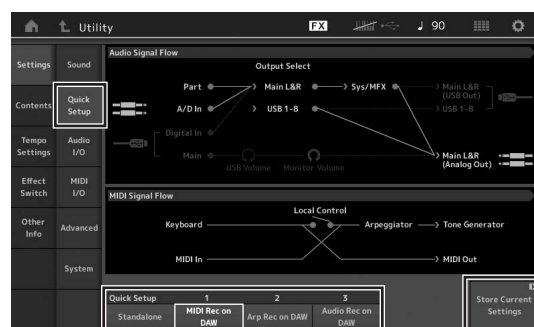 Utility
FX
90
Settings
Contents
Tempo
Settings
Effect
Switch
Other
Info
Sound
Quick
Setup
Audio
I/O
MIDI
I/O
Advanced
System
Audio Signal Flow
Output Select
Part
Main L&R
Sys/MFX
Main L&R
(USB Out)
A/D In
USB 1-8
USB 1-8
Digital In
Main
USB Volume
Monitor Volume
Main L&R
(Analog Out)
MIDI Signal Flow
Local Control
Keyboard
Arpeggiator
Tone Generator
MIDI In
MIDI Out
Quick Setup
1
2
3
Standalone
MIDI Rec on
DAW
Arp Rec on DAW
Audio Rec on
DAW
Store Current
Settings